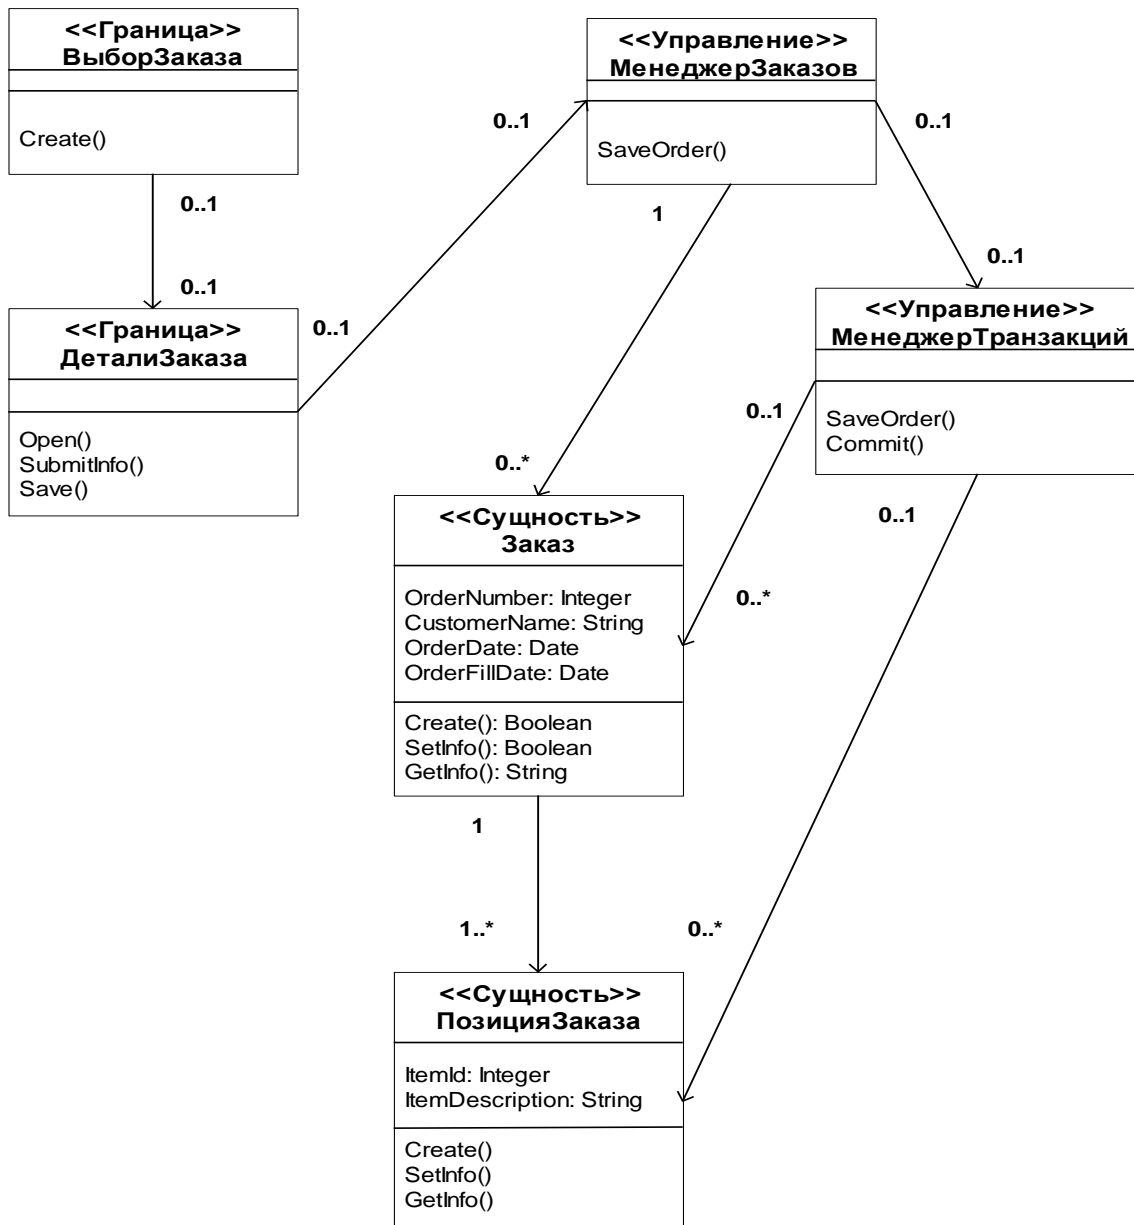 <<Граница>>
ВыборЗаказа
Create()
<<Управление>>
МенеджерЗаказов
SaveOrder()
0..1
0..1
0..1
1
0..1
0..1
<<Граница>>
ДеталиЗаказа
Open()
SubmitInfo()
Save()
0..1
<<Управление>>
МенеджерТранзакций
SaveOrder()
Commit()
0..1
0..*
0..1
<<Сущность>>
Заказ
OrderNumber: Integer
CustomerName: String
OrderDate: Date
OrderFillDate: Date
Create(): Boolean
SetInfo(): Boolean
GetInfo(): String
0..*
1
1..*
0..*
<<Сущность>>
ПозицияЗаказа
ItemId: Integer
ItemDescription: String
Create()
SetInfo()
GetInfo()